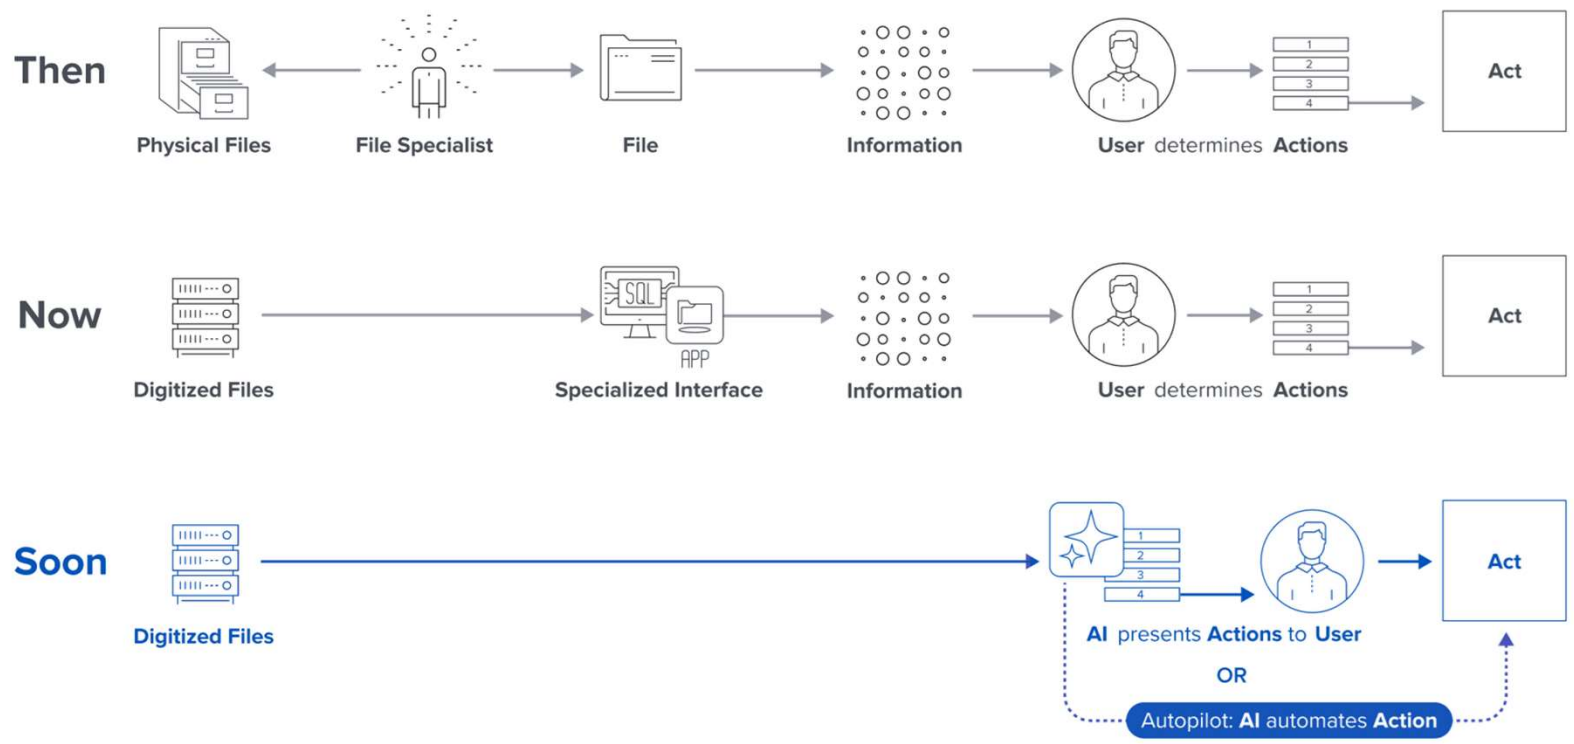 Then
Physical Files
File Specialist
File
Information
User determines Actions
1
2
3
4
Act
Now
Digitized Files
SQL
APP
Specialized Interface
Information
User determines Actions
1
2
3
4
Act
Soon
Digitized Files
1
2
3
4
AI presents Actions to User
Act
OR
Autopilot: AI automates Action